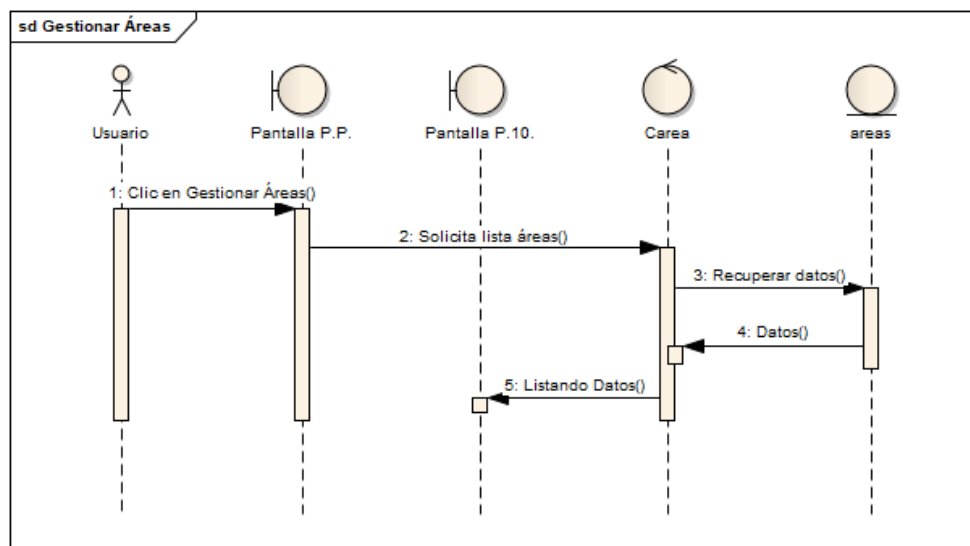 sd Gestionar Áreas
Usuario
Pantalla P.P.
Pantalla P.10.
Carea
areas
1: Clic en Gestionar Áreas()
2: Solicita lista áreas()
3: Recuperar datos()
4: Datos()
5: Listando Datos()